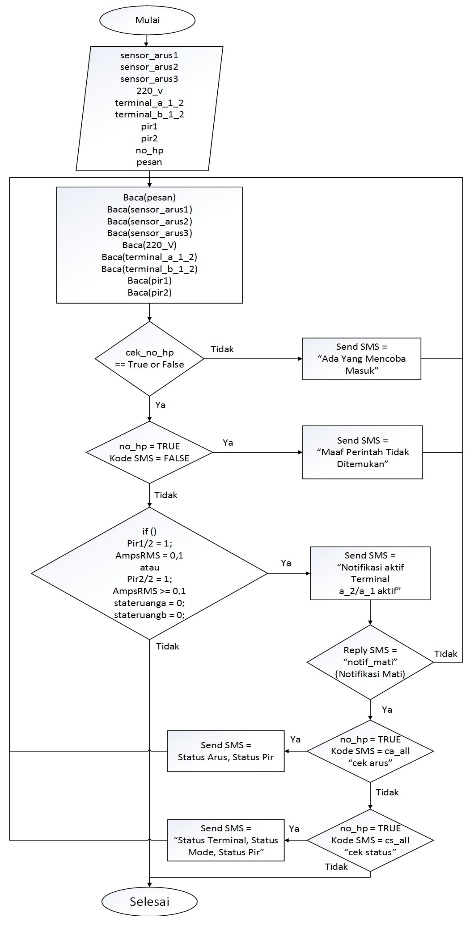 Mulai
sensor_arus1
sensor_arus2
sensor_arus3
220_v
terminal_a_1_2
terminal_b_1_2
pir1
pir2
no_hp
pesan
Baca(pesan)
Baca(sensor_arus1)
Baca(sensor_arus2)
Baca(sensor_arus3)
Baca(220_V)
Baca(terminal_a_1_2)
Baca(terminal_b_1_2)
Baca(pir1)
Baca(pir2)
cek_no_hp
== True or False
Tidak
Send SMS =
“Ada Yang Mencoba
Masuk”
Ya
no_hp = TRUE
Kode SMS = FALSE
Ya
Send SMS =
“Maaf Perintah Tidak
Ditemukan”
Tidak
if ()
Pir1/2 = 1;
AmpsRMS = 0,1
atau
Pir2/2 = 1;
AmpsRMS >= 0,1
stateruanga = 0;
stateruangb = 0;
Ya
Send SMS =
“Notifikasi aktif
Terminal
a_2/a_1 aktif”
Tidak
Reply SMS =
“notif_mati”
(Notifikasi Mati)
Tidak
Ya
no_hp = TRUE
Kode SMS = ca_all
“cek arus”
Ya
Send SMS =
Status Arus, Status Pir
Tidak
no_hp = TRUE
Kode SMS = cs_all
“cek status”
Ya
Send SMS =
“Status Terminal, Status
Mode, Status Pir”
Tidak
Selesai